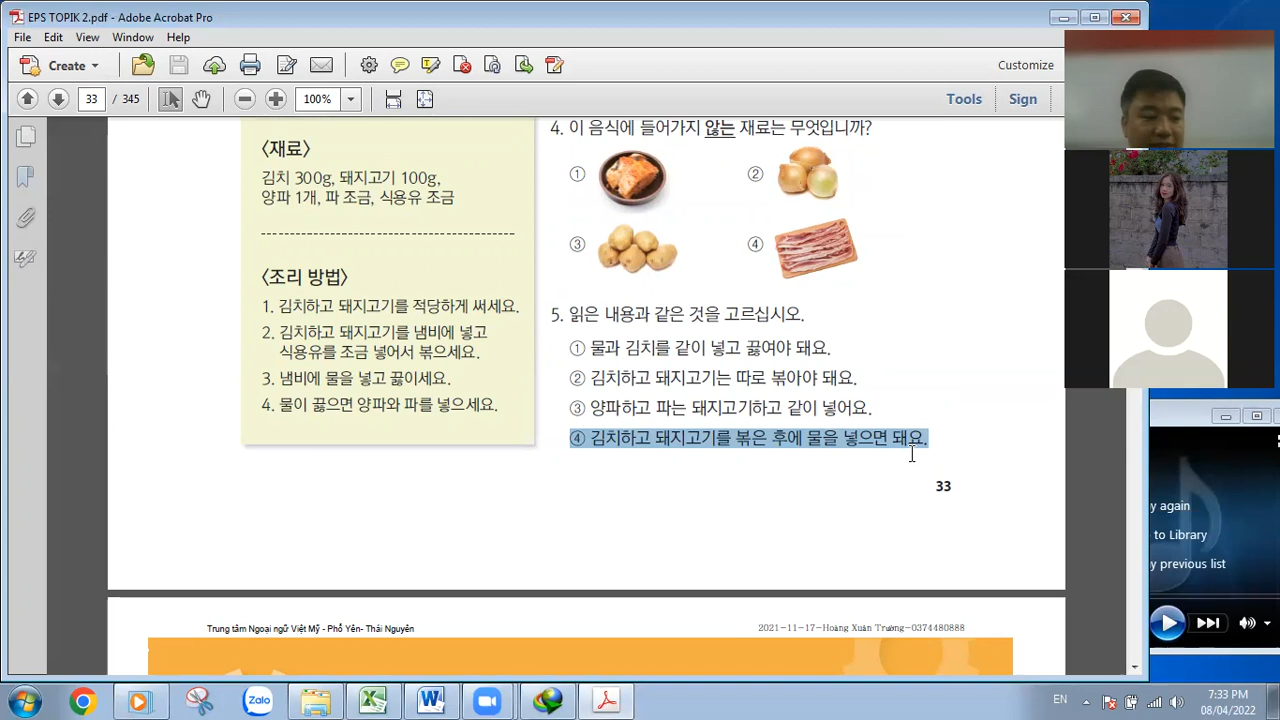 EPS TOPIK 2.pdf - Adobe Acrobat Pro
File Edit View Window Help
Create
Customize
33 / 345
100%
Tools Sign
〈재료〉
김치 300g, 돼지고기 100g,
양파 1개, 파 조금, 식용유 조금
〈조리 방법〉
1. 김치하고 돼지고기를 적당하게 써세요.
2. 김치하고 돼지고기를 냄비에 넣고
식용유를 조금 넣어서 볶으세요.
3. 냄비에 물을 넣고 끓이세요.
4. 물이 끓으면 양파와 파를 넣으세요.
4. 이 음식에 들어가지 않는 재료는 무엇입니까?
①
②
③
④
5. 읽은 내용과 같은 것을 고르십시오.
① 물과 김치를 같이 넣고 끓여야 돼요.
② 김치하고 돼지고기는 따로 볶아야 돼요.
③ 양파하고 파는 돼지고기하고 같이 넣어요.
④ 김치하고 돼지고기를 볶은 후에 물을 넣으면 돼요.
33
Trung tâm Ngoại ngữ Việt Mỹ - Phổ Yên- Thái Nguyên
2021-11-17-Hoàng Xuân Trường-0374480888
y again
to Library
y previous list
Zalo
EN
7:33 PM
08/04/2022